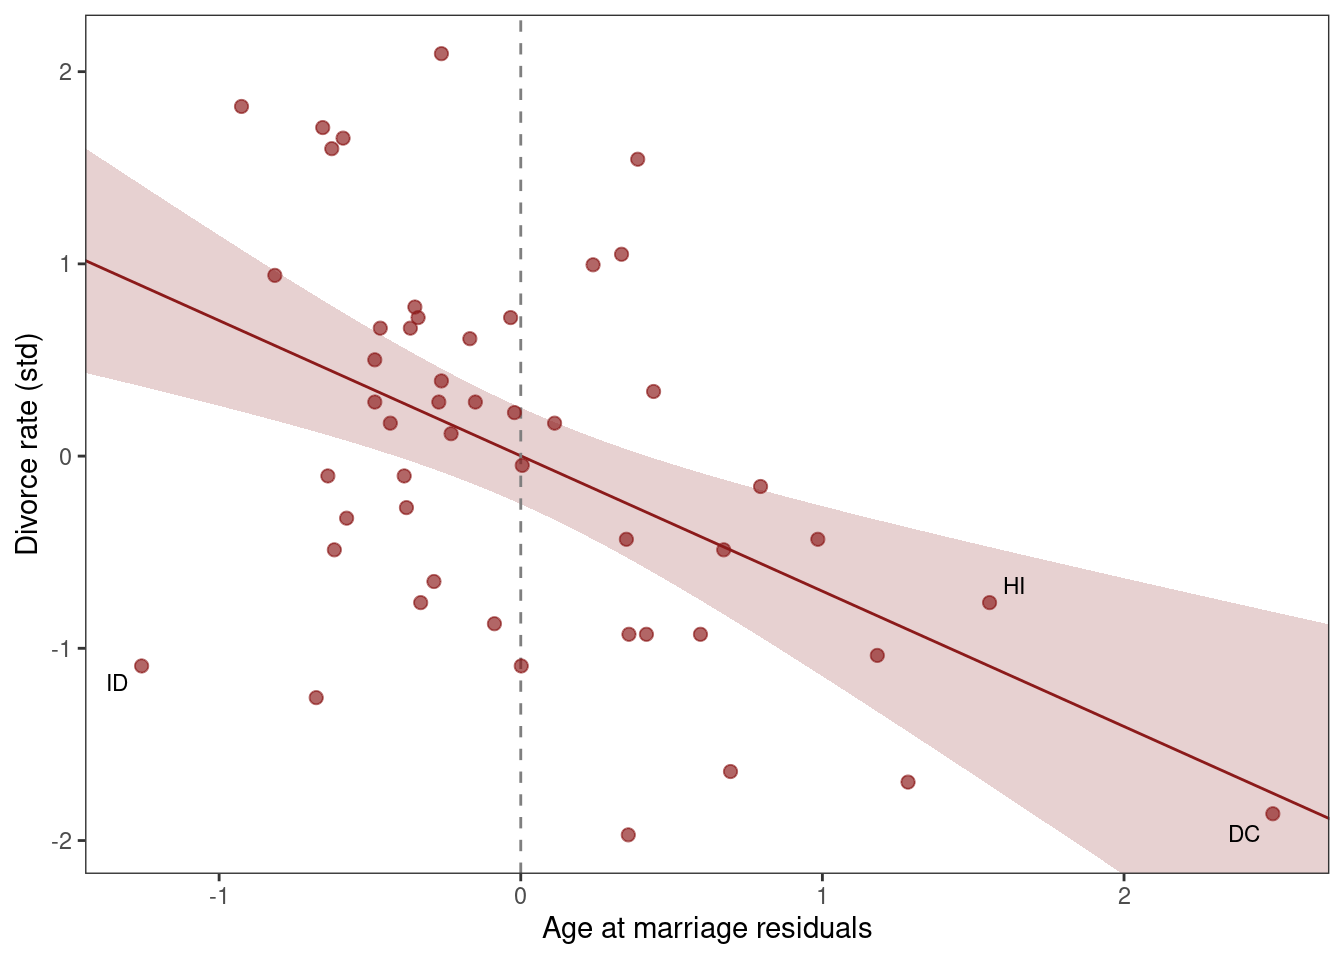 2
1
0
-1
-2
Divorce rate (std)
HI
ID
DC
-1
0
1
2
Age at marriage residuals